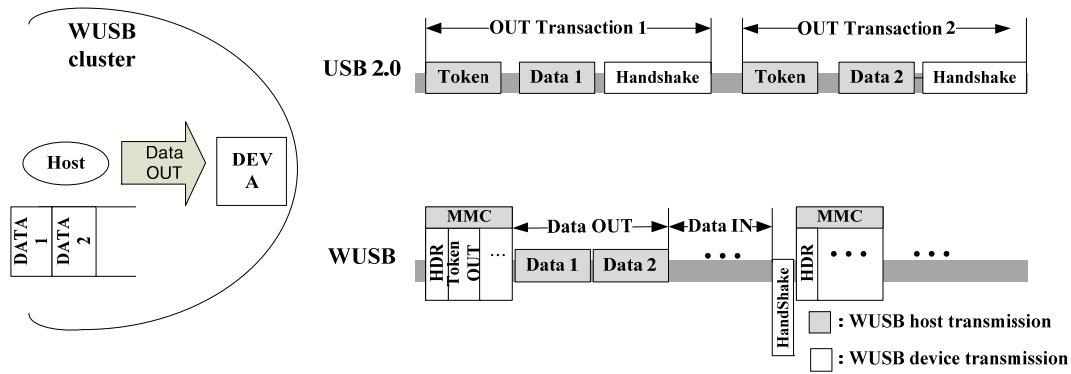 WUSB
cluster
Host
Data
OUT
DEV
A
DATA
1
DATA
2
OUT Transaction 1
OUT Transaction 2
USB 2.0
Token
Data 1
Handshake
Token
Data 2
Handshake
WUSB
MMC
HDR
Token
OUT
...
Data OUT
Data 1
Data 2
Data IN
...
HandShake
MMC
HDR
...
...
: WUSB host transmission
: WUSB device transmission